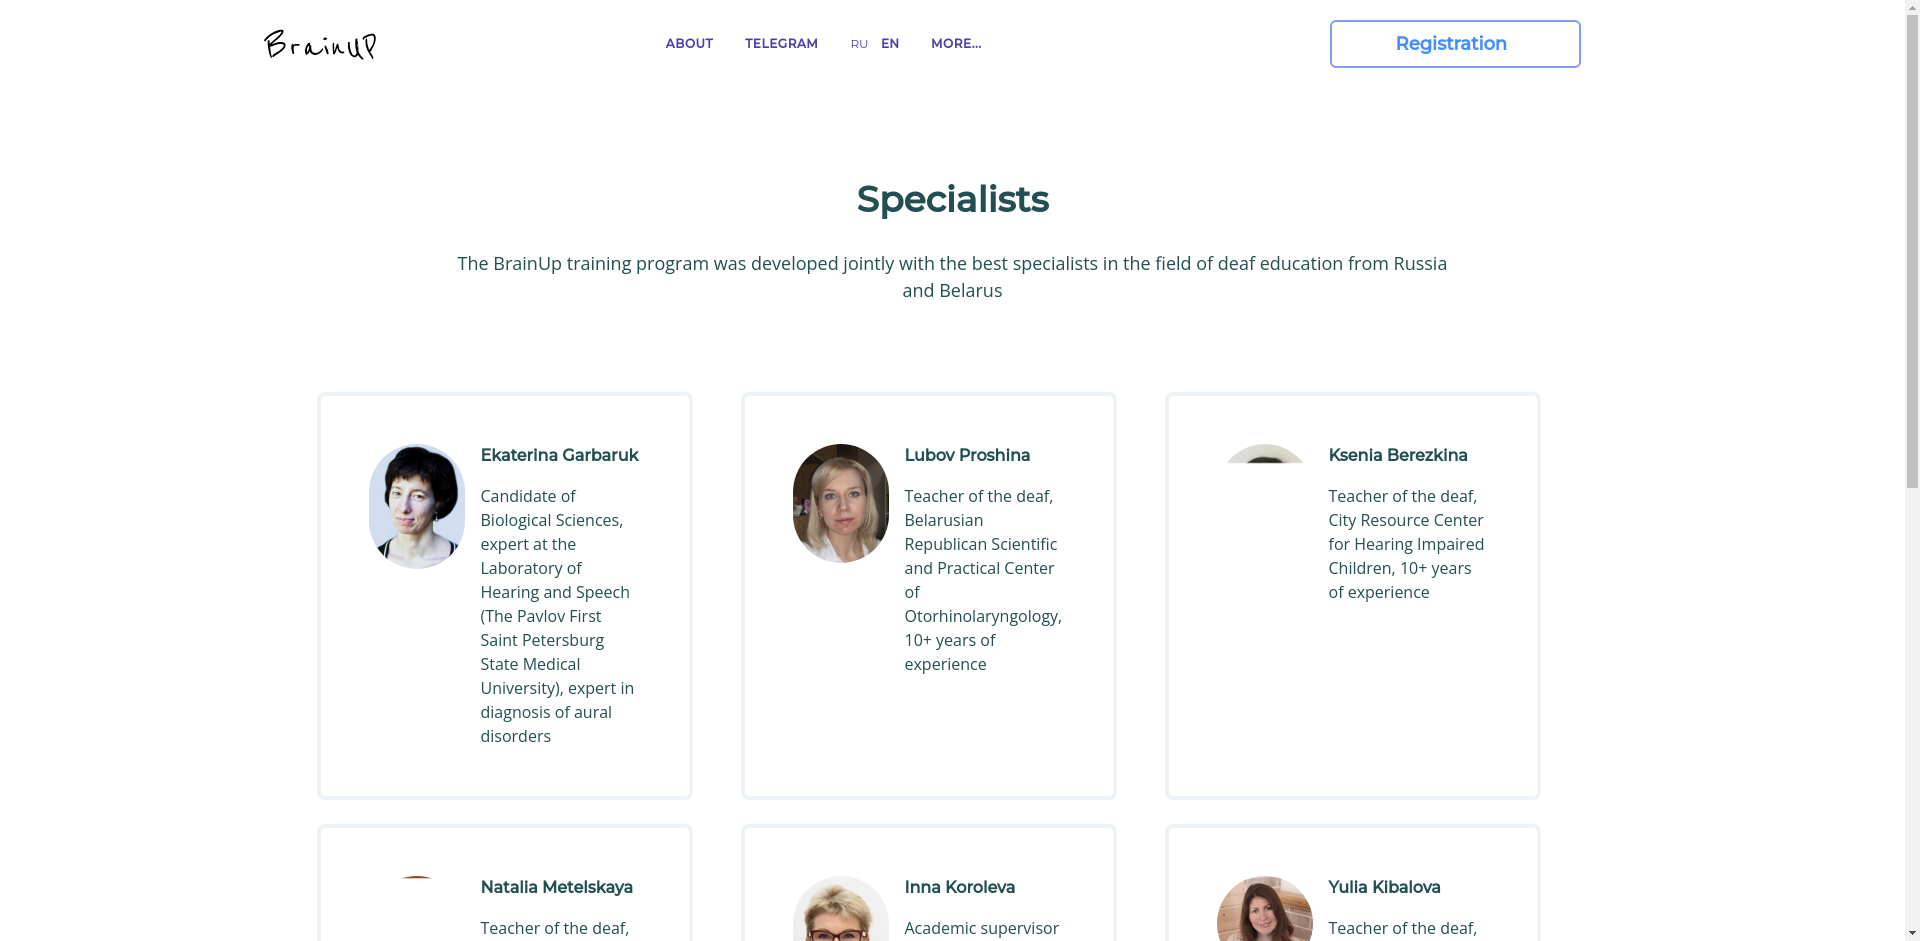 BrainUP
ABOUT
TELEGRAM
RU
EN
MORE...
Registration
Specialists
The BrainUp training program was developed jointly with the best specialists in the field of deaf education from Russia
and Belarus
Ekaterina Garbaruk
Candidate of
Biological Sciences,
expert at the
Laboratory of
Hearing and Speech
(The Pavlov First
Saint Petersburg
State Medical
University), expert in
diagnosis of aural
disorders
Lubov Proshina
Teacher of the deaf,
Belarusian
Republican Scientific
and Practical Center
of
Otorhinolaryngology,
10+ years of
experience
Ksenia Berezkina
Teacher of the deaf,
City Resource Center
for Hearing Impaired
Children, 10+ years
of experience
Natalia Metelskaya
Teacher of the deaf,
Inna Koroleva
Academic supervisor
Yulia Kibalova
Teacher of the deaf,